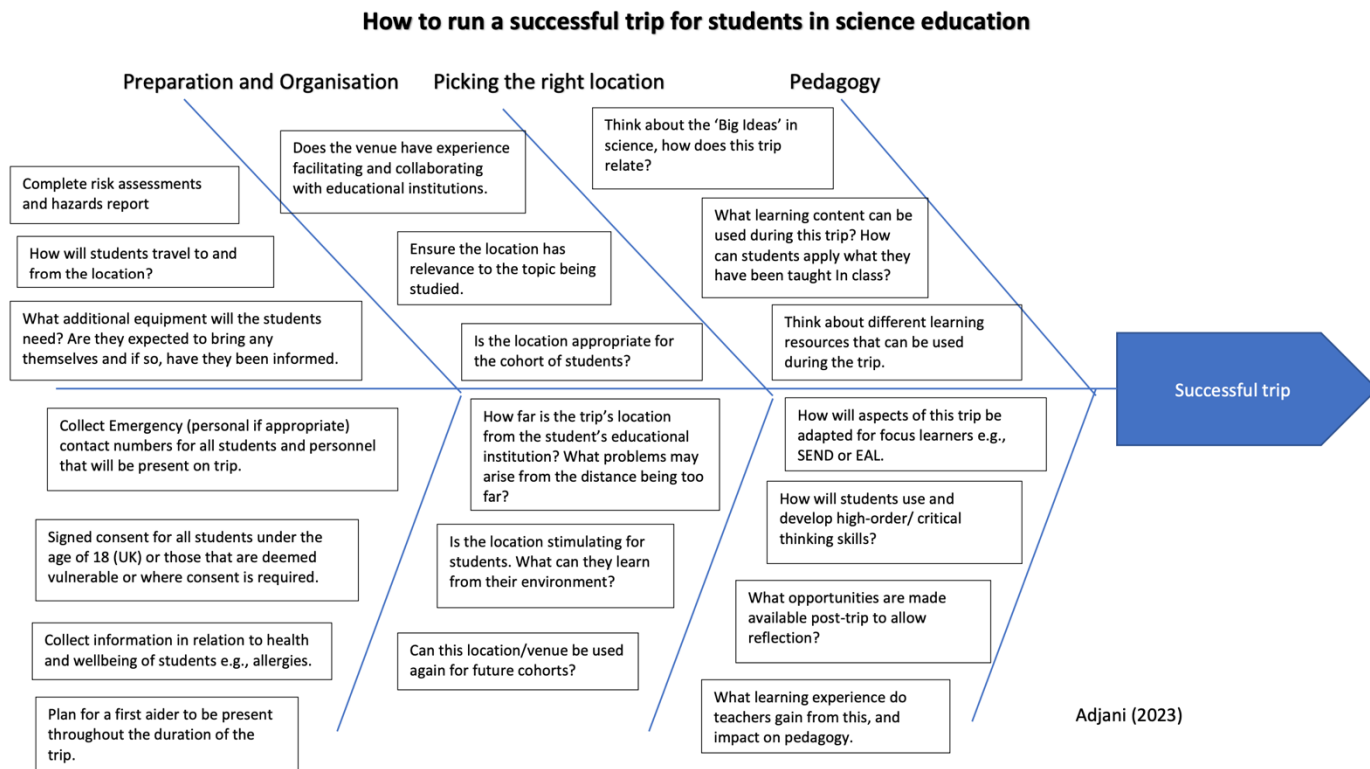 How to run a successful trip for students in science education
Preparation and Organisation
Complete risk assessments
and hazards report
How will students travel to and
from the location?
What additional equipment will the students
need? Are they expected to bring any
themselves and if so, have they been informed.
Collect Emergency (personal if appropriate)
contact numbers for all students and personnel
that will be present on trip.
Signed consent for all students under the
age of 18 (UK) or those that are deemed
vulnerable or where consent is required.
Collect information in relation to health
and wellbeing of students e.g., allergies.
Plan for a first aider to be present
throughout the duration of the
trip.
Picking the right location
Does the venue have experience
facilitating and collaborating
with educational institutions.
Ensure the location has
relevance to the topic being
studied.
Is the location appropriate for
the cohort of students?
How far is the trip’s location
from the student’s educational
institution? What problems may
arise from the distance being too
far?
Is the location stimulating for
students. What can they learn
from their environment?
Can this location/venue be used
again for future cohorts?
Pedagogy
Think about the ‘Big Ideas’ in
science, how does this trip
relate?
What learning content can be
used during this trip? How
can students apply what they
have been taught In class?
Think about different learning
resources that can be used
during the trip.
How will aspects of this trip be
adapted for focus learners e.g.,
SEND or EAL.
How will students use and
develop high-order/ critical
thinking skills?
What opportunities are made
available post-trip to allow
reflection?
What learning experience do
teachers gain from this, and
impact on pedagogy.
Successful trip
Adjani (2023)